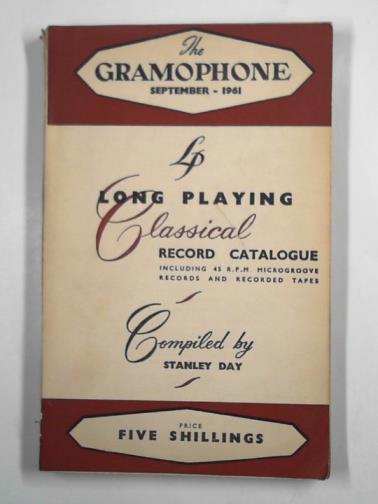 The
GRAMOPHONE
SEPTEMBER - 1961
LP
LONG PLAYING
Classical
RECORD CATALOGUE
INCLUDING 45 R.P.M MICROGROOVE
RECORDS AND RECORDED TAPES
Compiled by
STANLEY DAY
PRICE
FIVE SHILLINGS